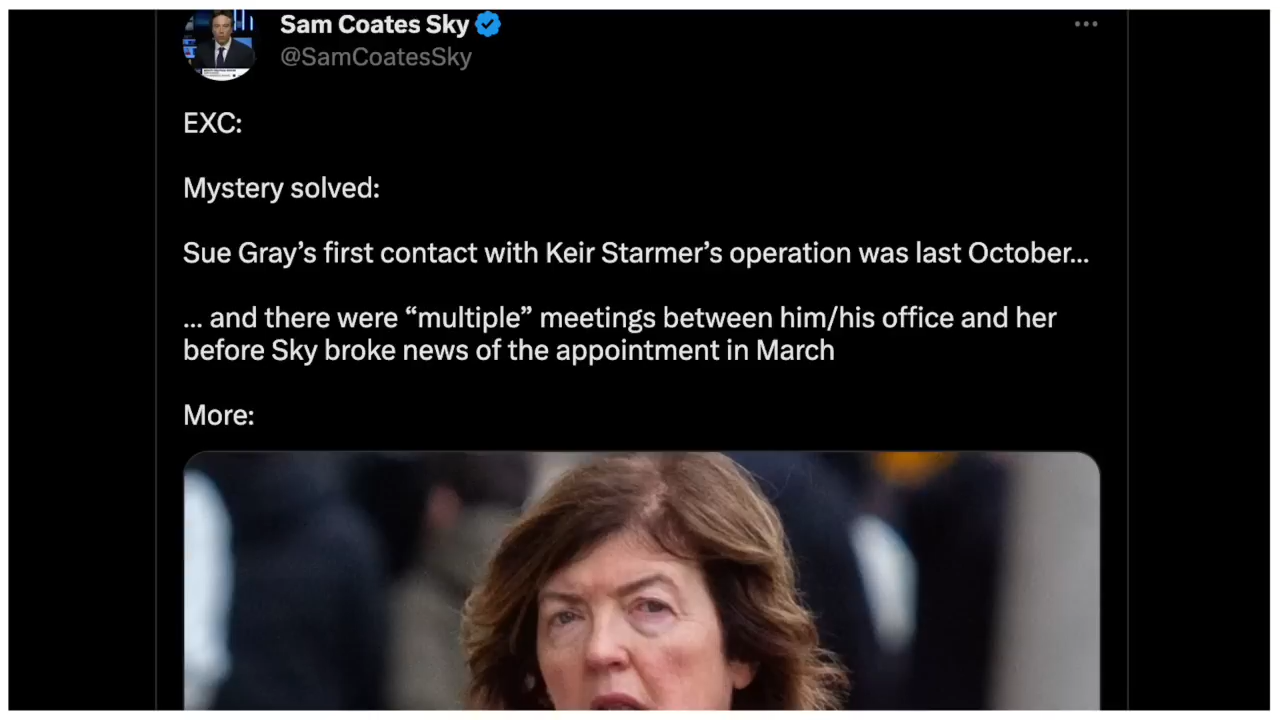 Sam Coates Sky
@SamCoatesSky
EXC:
Mystery solved:
Sue Gray’s first contact with Keir Starmer’s operation was last October...
... and there were “multiple” meetings between him/his office and her
before Sky broke news of the appointment in March
More: